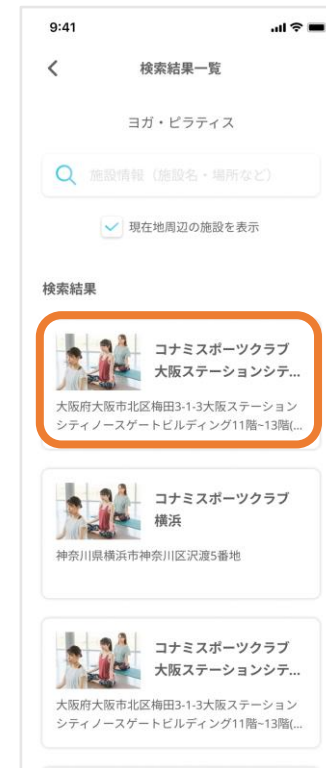 9:41
検索結果一覧
ヨガ・ピラティス
施設情報（施設名・場所など）
現在地周辺の施設を表示
検索結果
コナミスポーツクラブ
大阪ステーションシテ...
大阪府大阪市北区梅田3-1-3大阪ステーション
シティノースゲートビルディング11階~13階(...
コナミスポーツクラブ
横浜
神奈川県横浜市神奈川区沢渡5番地
コナミスポーツクラブ
大阪ステーションシテ...
大阪府大阪市北区梅田3-1-3大阪ステーション
シティノースゲートビルディング11階~13階(...